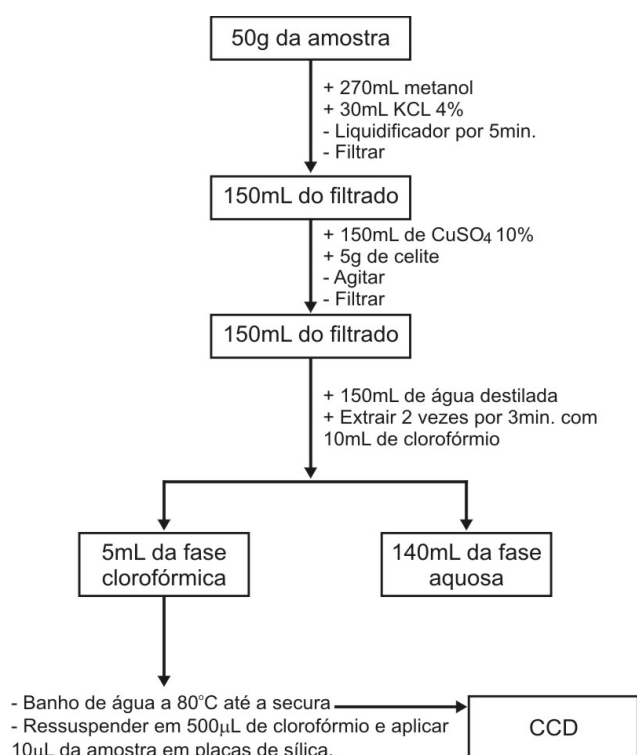 50g da amostra
+ 270mL metanol
+ 30mL KCL 4%
- Liquidificador por 5min.
- Filtrar
150mL do filtrado
+ 150mL de CuSO₄ 10%
+ 5g de celite
- Agitar
- Filtrar
150mL do filtrado
+ 150mL de água destilada
+ Extrair 2 vezes por 3min. com
10mL de clorofórmio
5mL da fase
clorofórmica
140mL da fase
aquosa
- Banho de água a 80°C até a secura
- Ressuspender em 500µL de clorofórmio e aplicar
10µL da amostra em placas de sílica.
CCD